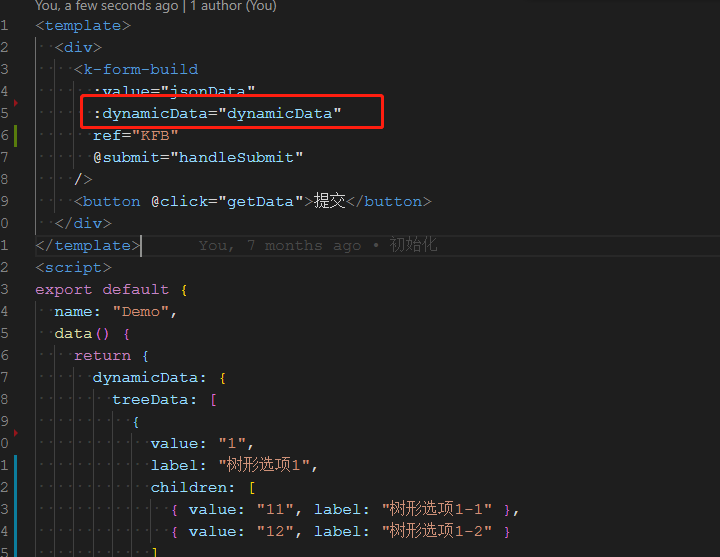 You, a few seconds ago | 1 author (You)
1 <template>
2 <div>
3 <k-form-build
4 :value="jsonData"
5 :dynamicData="dynamicData"
6 ref="KFB"
7 @submit="handleSubmit"
8 />
9 <button @click="getData">提交</button>
0 </div>
1 </template> You, 7 months ago • 初始化
2 <script>
3 export default {
4 name: "Demo",
5 data() {
6 return {
7 dynamicData: {
8 treeData: [
9 {
0 value: "1",
1 label: "树形选项1",
2 children: [
3 { value: "11", label: "树形选项1-1" },
4 { value: "12", label: "树形选项1-2" }
5 ]